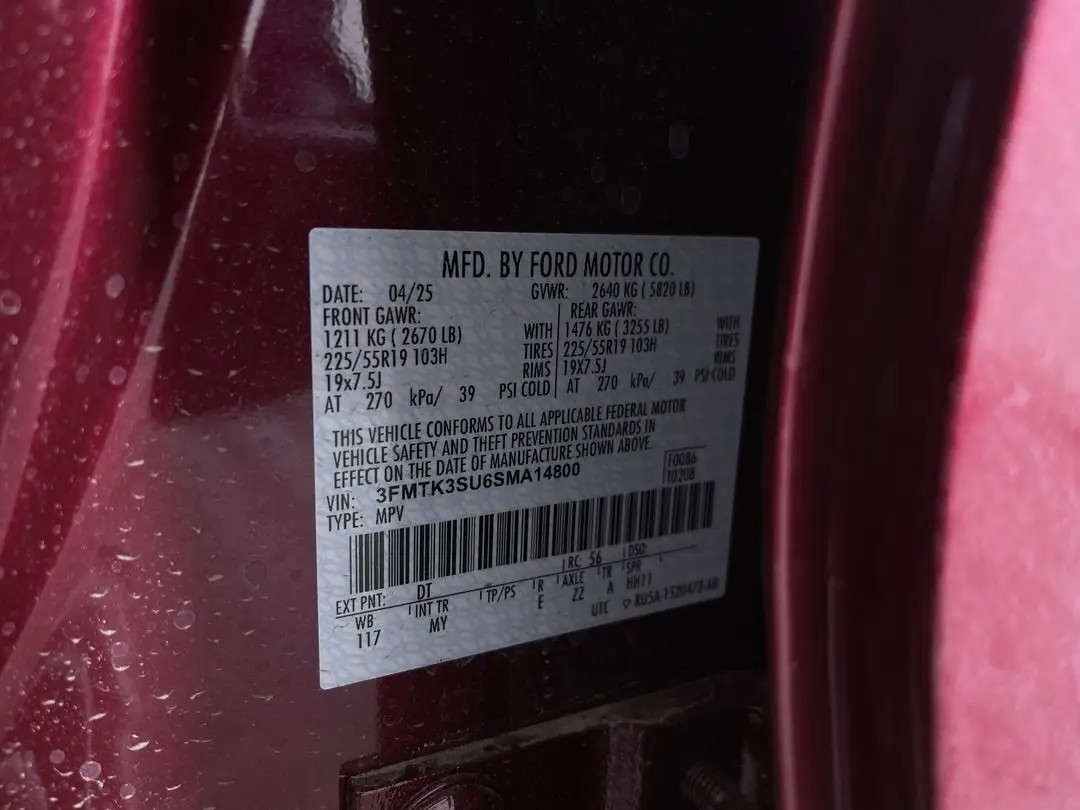 MFD. BY FORD MOTOR CO.
DATE: 04/25 GVWR: 2640 KG ( 5820 LB)
FRONT GAWR: REAR GAWR:
1211 KG ( 2670 LB) WITH 1476 KG ( 3255 LB) WITH
225/55R19 103H TIRES 225/55R19 103H TIRES
19x7.5J RIMS 19X7.5J RIMS
AT 270 kPa/ 39 PSI COLD AT 270 kPa/ 39 PSI COLD
THIS VEHICLE CONFORMS TO ALL APPLICABLE FEDERAL MOTOR
VEHICLE SAFETY AND THEFT PREVENTION STANDARDS IN
EFFECT ON THE DATE OF MANUFACTURE SHOWN ABOVE.
VIN: 3FMTK3SU6SMA14800 F0086
TYPE: MPV T0208
EXT PNT: DT RC: 56 DSO:
WB INT TR TP/PS R AXLE TR SPR
117 MY E ZZ A HH11
UTC